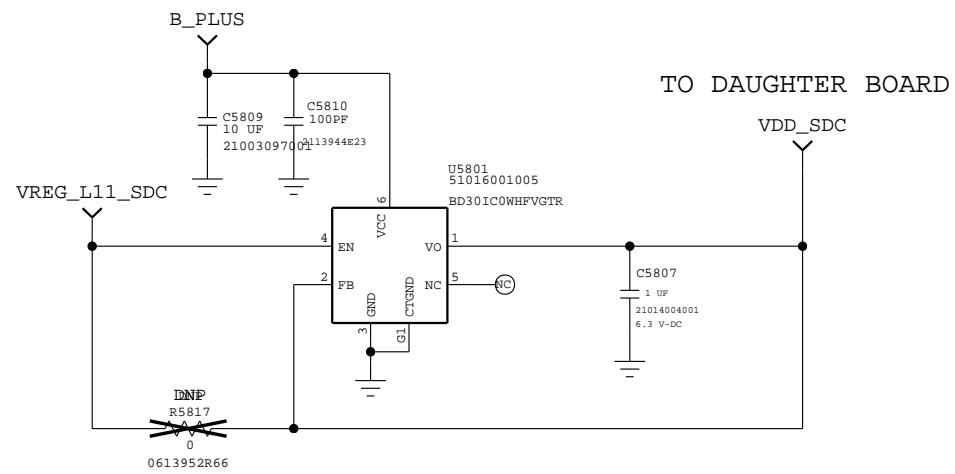 B_PLUS
TO DAUGHTER BOARD
C5809
10 UF
21003097001
C5810
100PF
2113944E23
VDD_SDC
VREG_L11_SDC
U5801
51016001005
BD30IC0WHFVGTR
6
VCC
4
EN
VO
1
2
FB
NC
5
NC
GND
CTGND
3
G1
C5807
1 UF
21014004001
6.3 V-DC
DNP
R5817
0
0613952R66